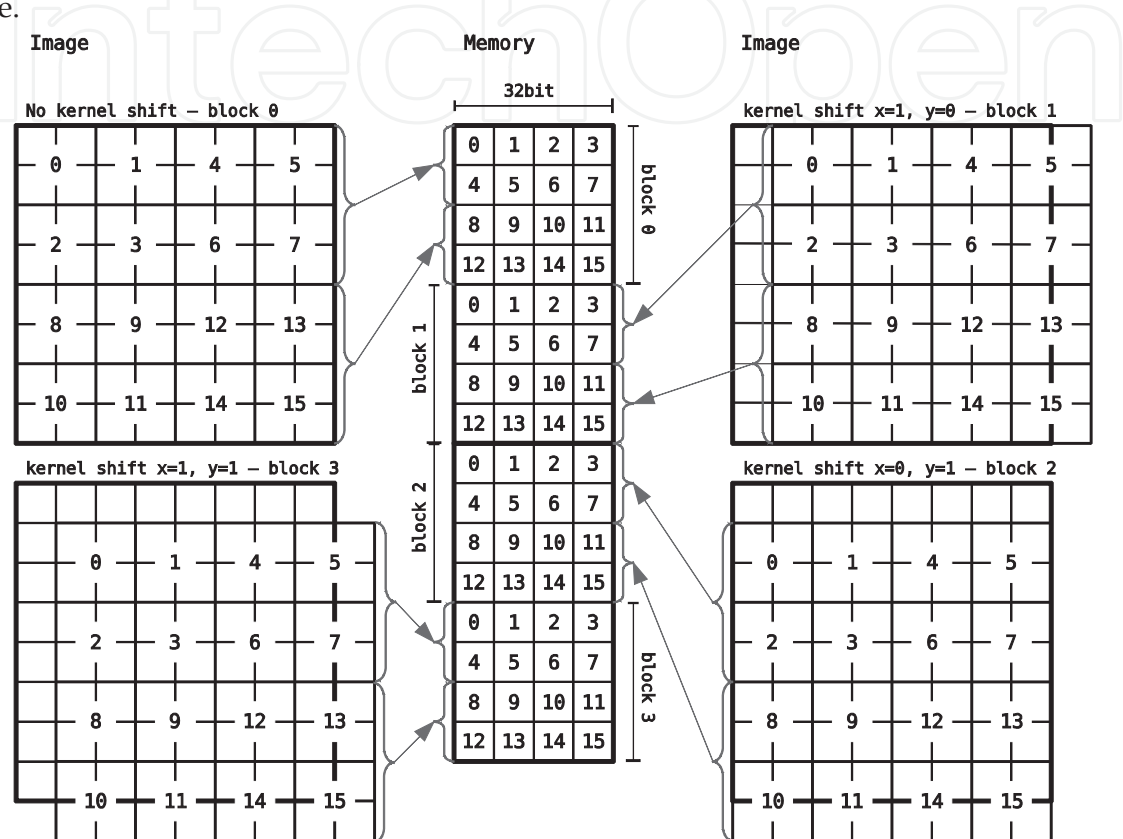 e.
Image
Memory
Image
32bit
No kernel shift – block 0
kernel shift x=1, y=0 – block 1
0 1 4 5
2 3 6 7
8 9 12 13
10 11 14 15
0 1 2 3
4 5 6 7
8 9 10 11
12 13 14 15
block 0
0 1 2 3
4 5 6 7
8 9 10 11
12 13 14 15
block 1
0 1 2 3
4 5 6 7
8 9 10 11
12 13 14 15
block 2
0 1 2 3
4 5 6 7
8 9 10 11
12 13 14 15
block 3
0 1 4 5
2 3 6 7
8 9 12 13
10 11 14 15
kernel shift x=1, y=1 – block 3
0 1 4 5
2 3 6 7
8 9 12 13
10 11 14 15
kernel shift x=0, y=1 – block 2
0 1 4 5
2 3 6 7
8 9 12 13
10 11 14 15
IntechOpen